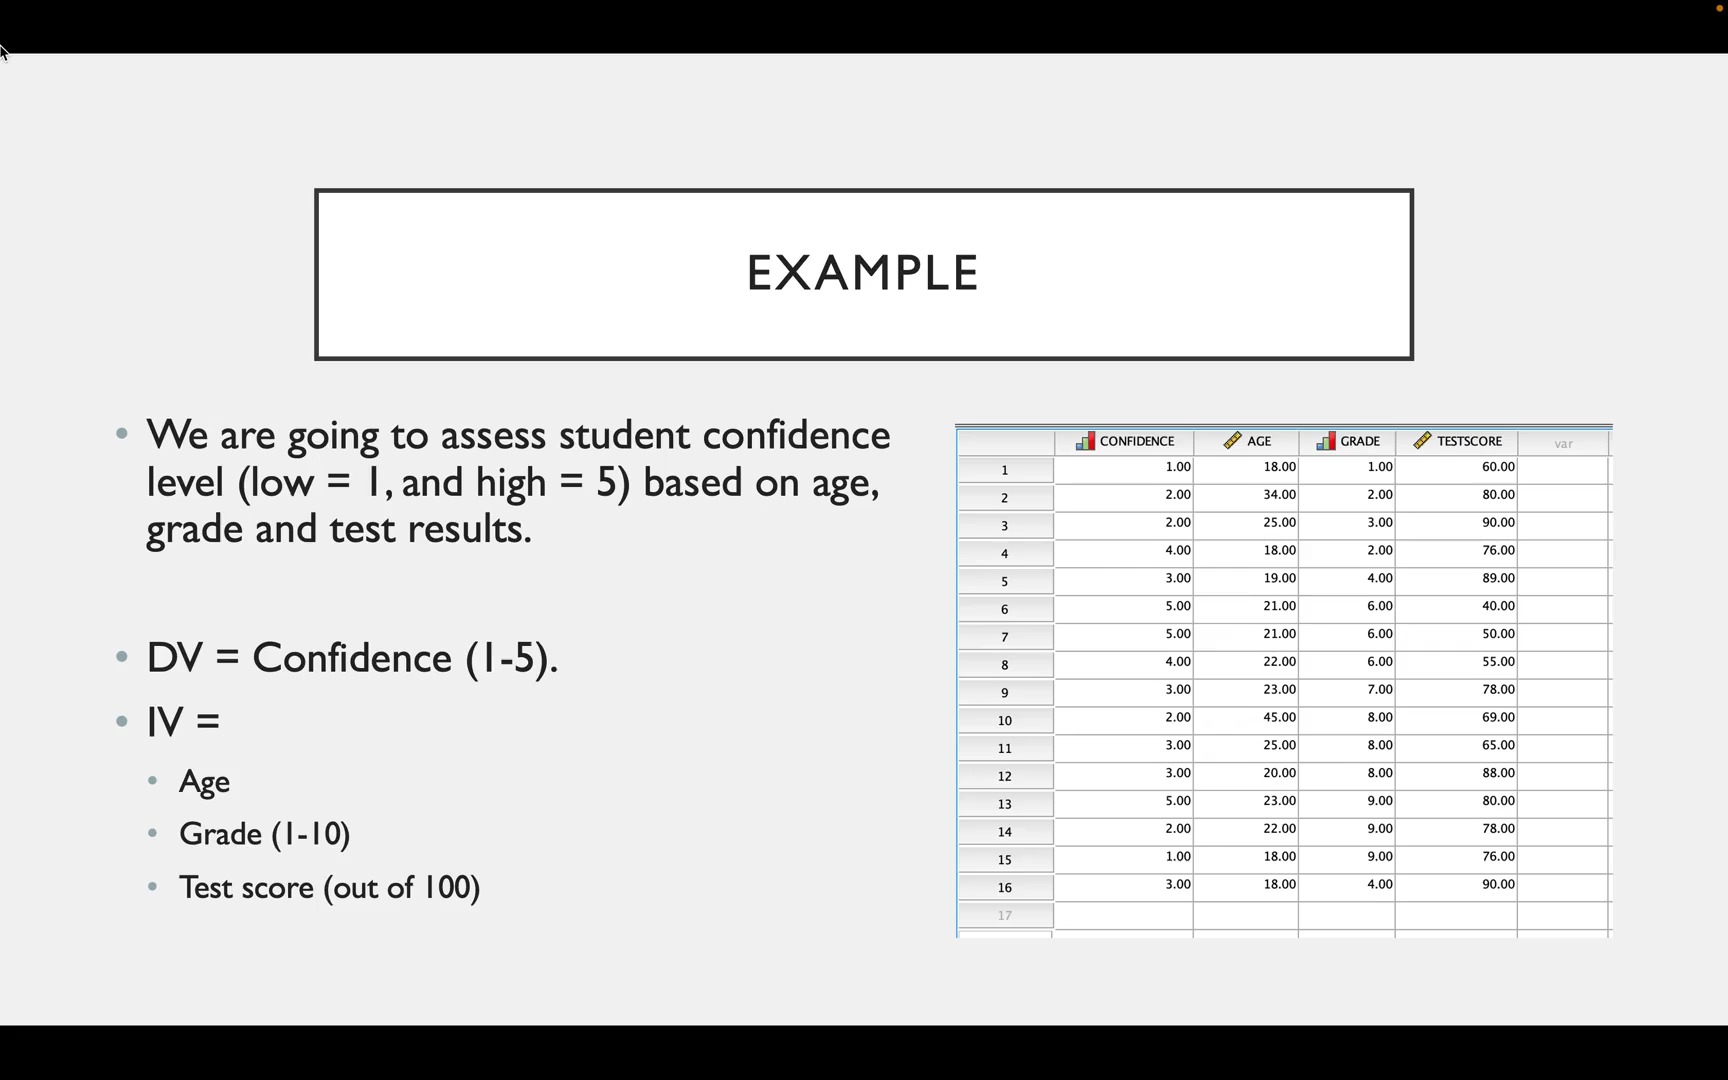 EXAMPLE
• We are going to assess student confidence
level (low = 1, and high = 5) based on age,
grade and test results.
• DV = Confidence (1-5).
• IV =
• Age
• Grade (1-10)
• Test score (out of 100)
CONFIDENCE AGE GRADE TESTSCORE var
1 1.00 18.00 1.00 60.00
2 2.00 34.00 2.00 80.00
3 2.00 25.00 3.00 90.00
4 4.00 18.00 2.00 76.00
5 3.00 19.00 4.00 89.00
6 5.00 21.00 6.00 40.00
7 5.00 21.00 6.00 50.00
8 4.00 22.00 6.00 55.00
9 3.00 23.00 7.00 78.00
10 2.00 45.00 8.00 69.00
11 3.00 25.00 8.00 65.00
12 3.00 20.00 8.00 88.00
13 5.00 23.00 9.00 80.00
14 2.00 22.00 9.00 78.00
15 1.00 18.00 9.00 76.00
16 3.00 18.00 4.00 90.00
17